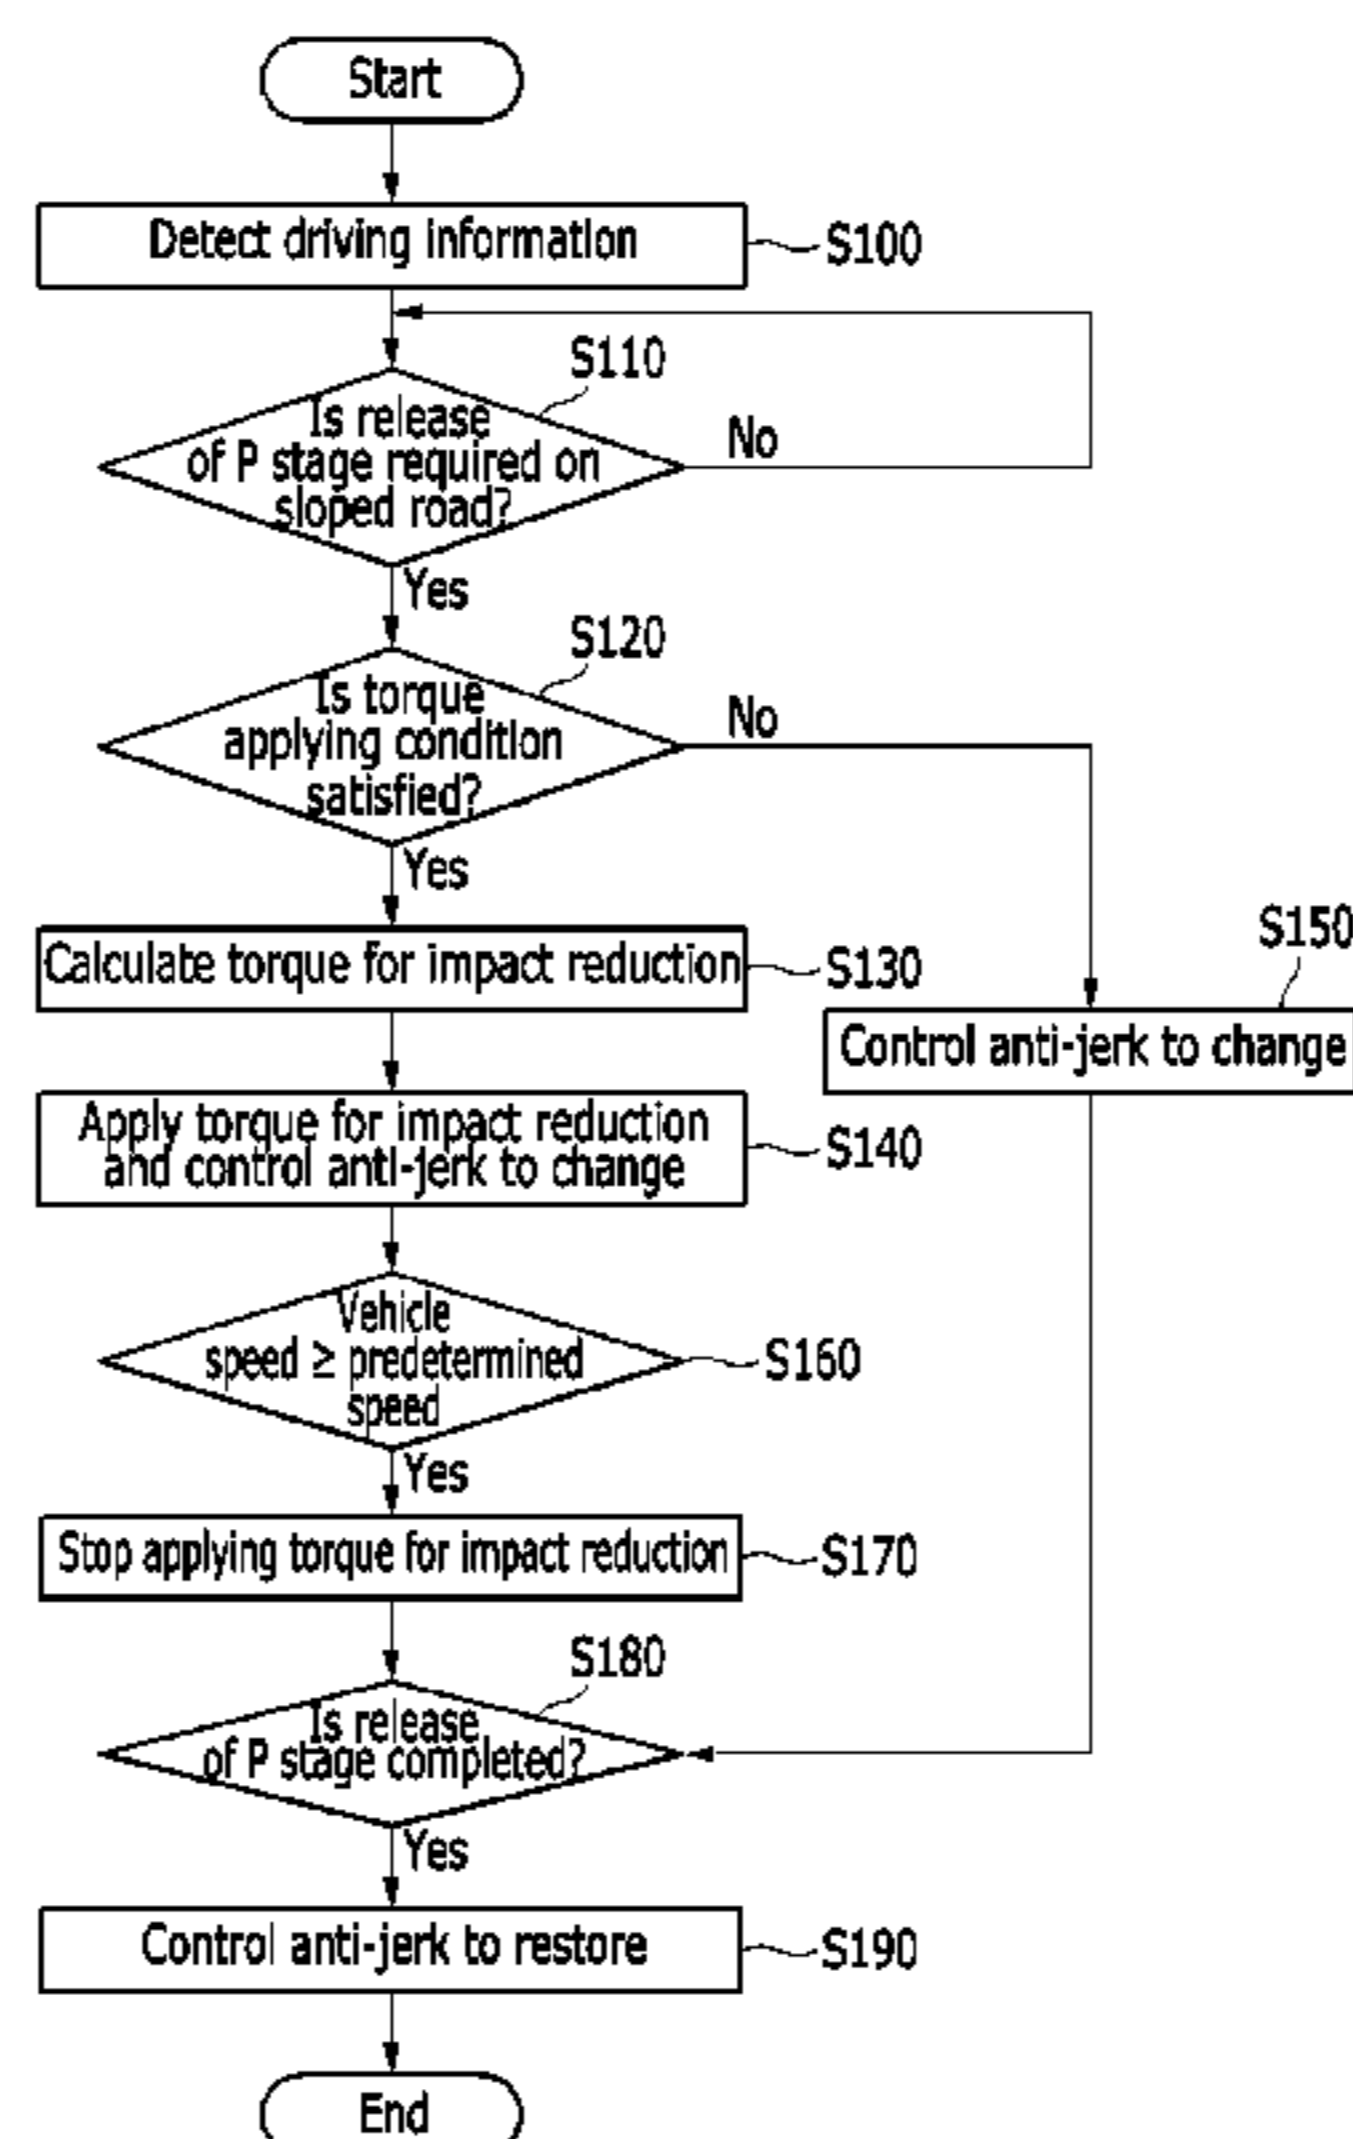 Start
Detect driving information
S100
S110
Is release
of P stage required on
sloped road?
No
Yes
S120
Is torque
applying condition
satisfied?
No
Yes
Calculate torque for impact reduction
S130
S150
Control anti-jerk to change
Apply torque for impact reduction
and control anti-jerk to change
S140
Vehicle
speed ≥ predetermined
speed
S160
Yes
Stop applying torque for impact reduction
S170
S180
Is release
of P stage completed?
Yes
Control anti-jerk to restore
S190
End